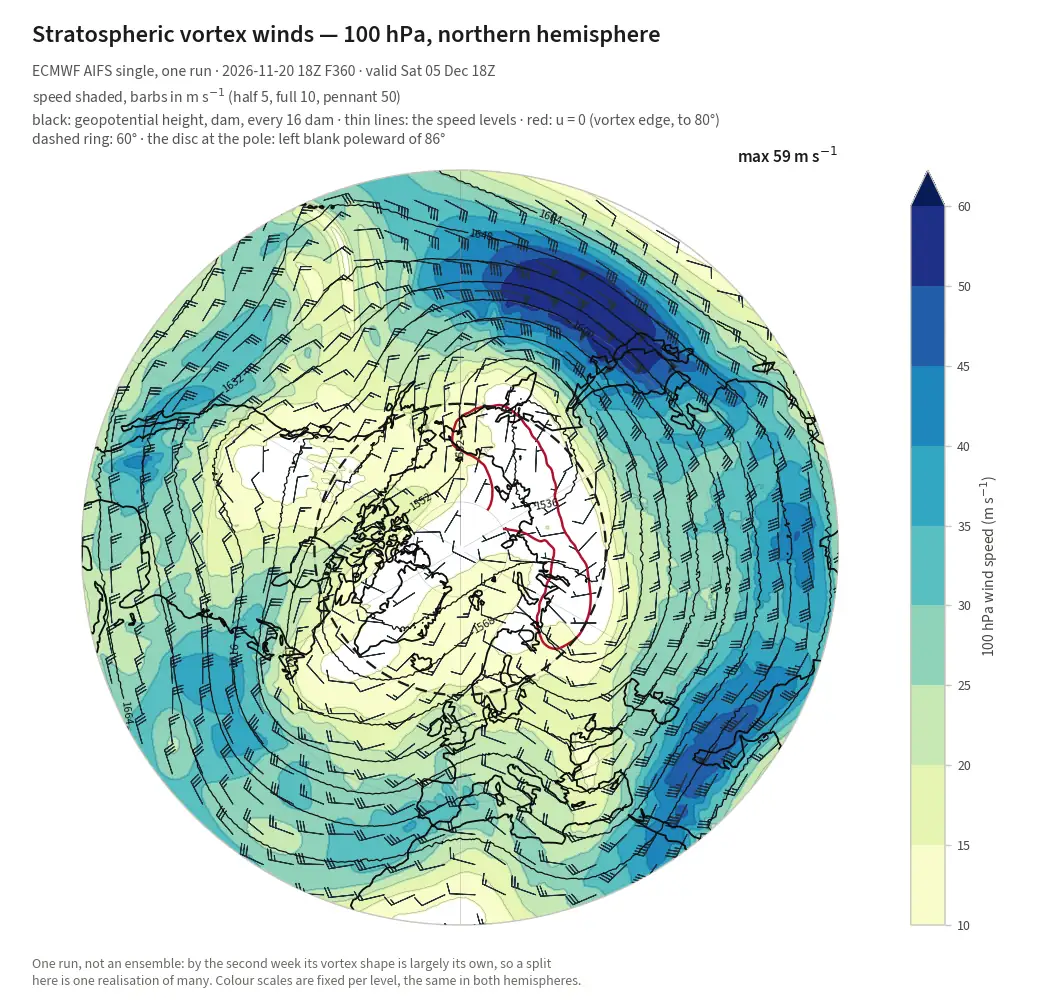 Stratospheric vortex winds — 100 hPa, northern hemisphere
ECMWF AIFS single, one run · 2026-11-20 18Z F360 · valid Sat 05 Dec 18Z
speed shaded, barbs in m s⁻¹ (half 5, full 10, pennant 50)
black: geopotential height, dam, every 16 dam · thin lines: the speed levels · red: u = 0 (vortex edge, to 80°)
dashed ring: 60° · the disc at the pole: left blank poleward of 86°
max 59 m s⁻¹
1664
1648
1632
1552
1536
1568
1664
60
50
45
40
35
30
25
20
15
10
100 hPa wind speed (m s⁻¹)
One run, not an ensemble: by the second week its vortex shape is largely its own, so a split
here is one realisation of many. Colour scales are fixed per level, the same in both hemispheres.